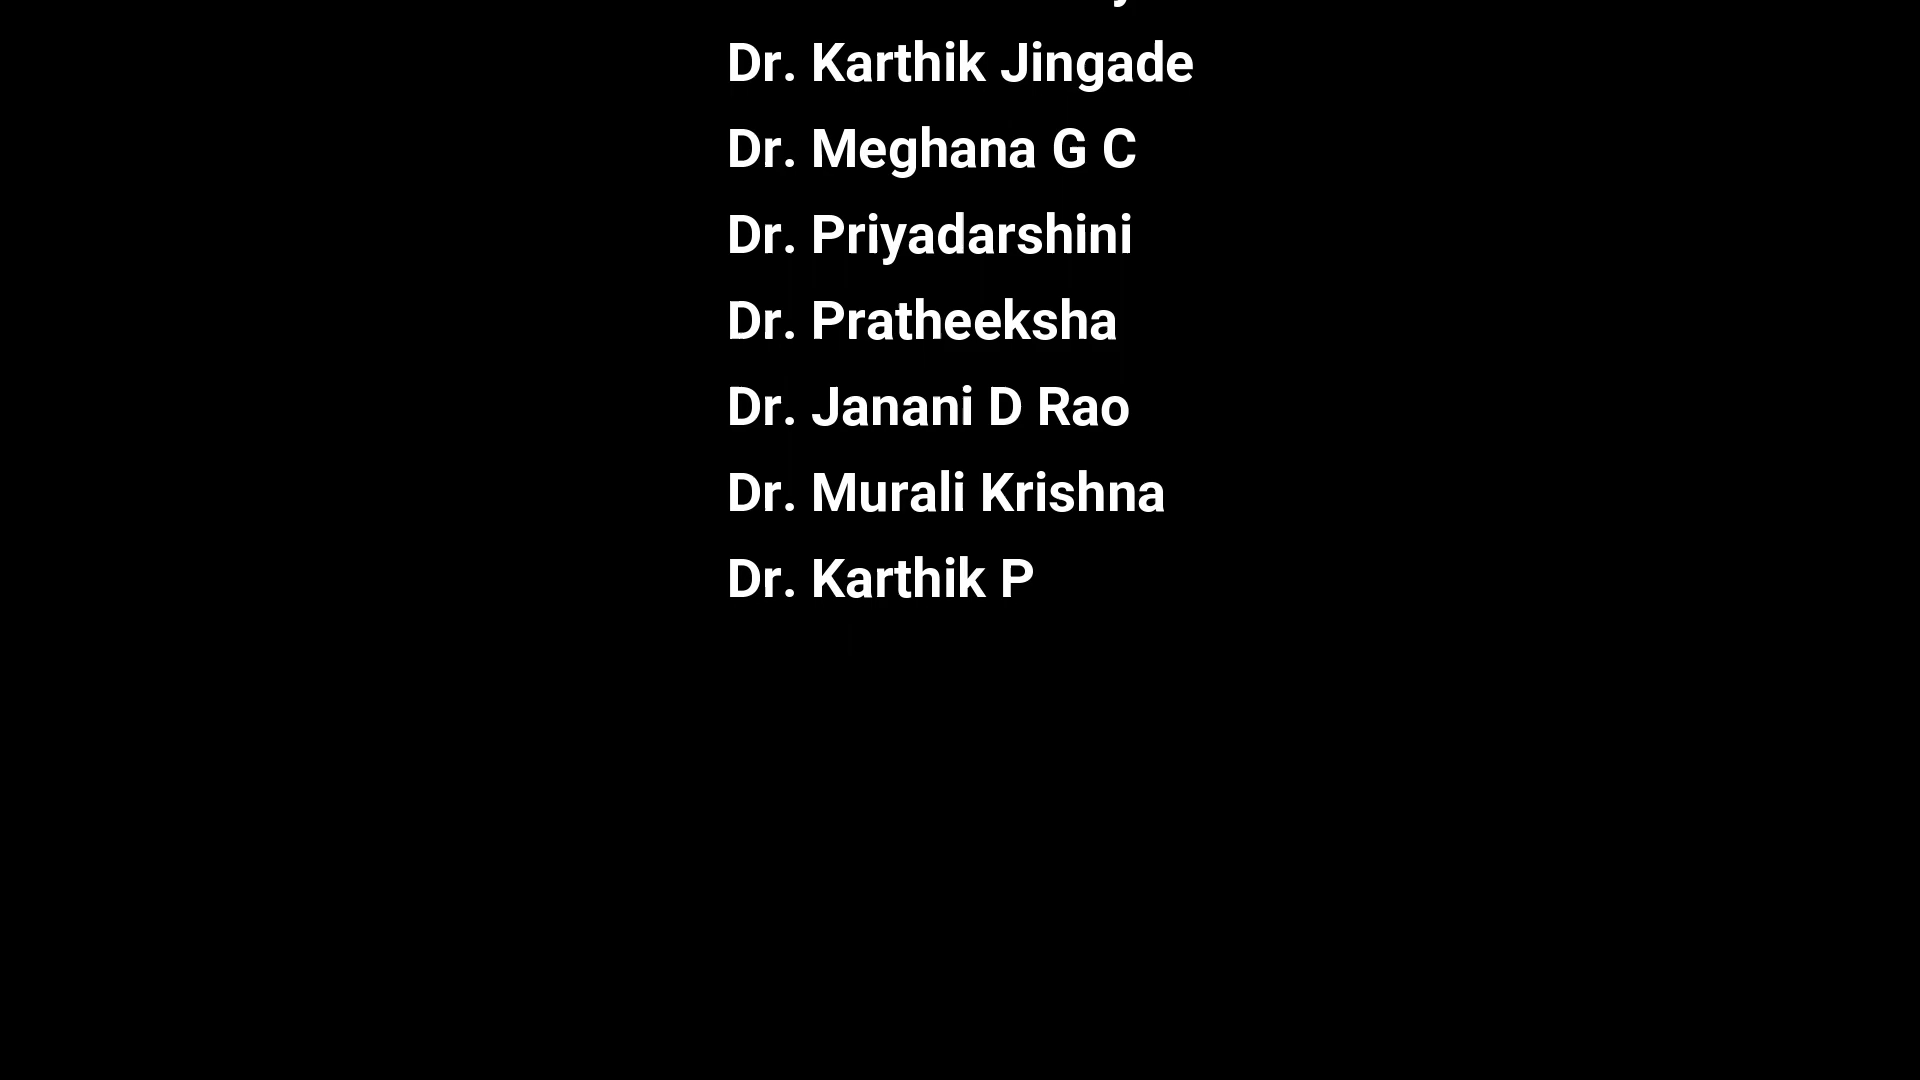 Dr. Karthik Jingade
Dr. Meghana G C
Dr. Priyadarshini
Dr. Pratheeksha
Dr. Janani D Rao
Dr. Murali Krishna
Dr. Karthik P